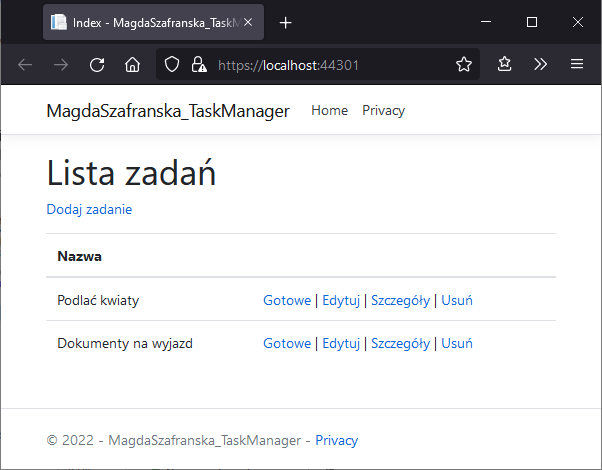 Index - MagdaSzafranska_TaskM
https://localhost:44301
MagdaSzafranska_TaskManager Home Privacy
Lista zadań
Dodaj zadanie
Nazwa
Podlać kwiaty Gotowe | Edytuj | Szczegóły | Usuń
Dokumenty na wyjazd Gotowe | Edytuj | Szczegóły | Usuń
© 2022 - MagdaSzafranska_TaskManager - Privacy